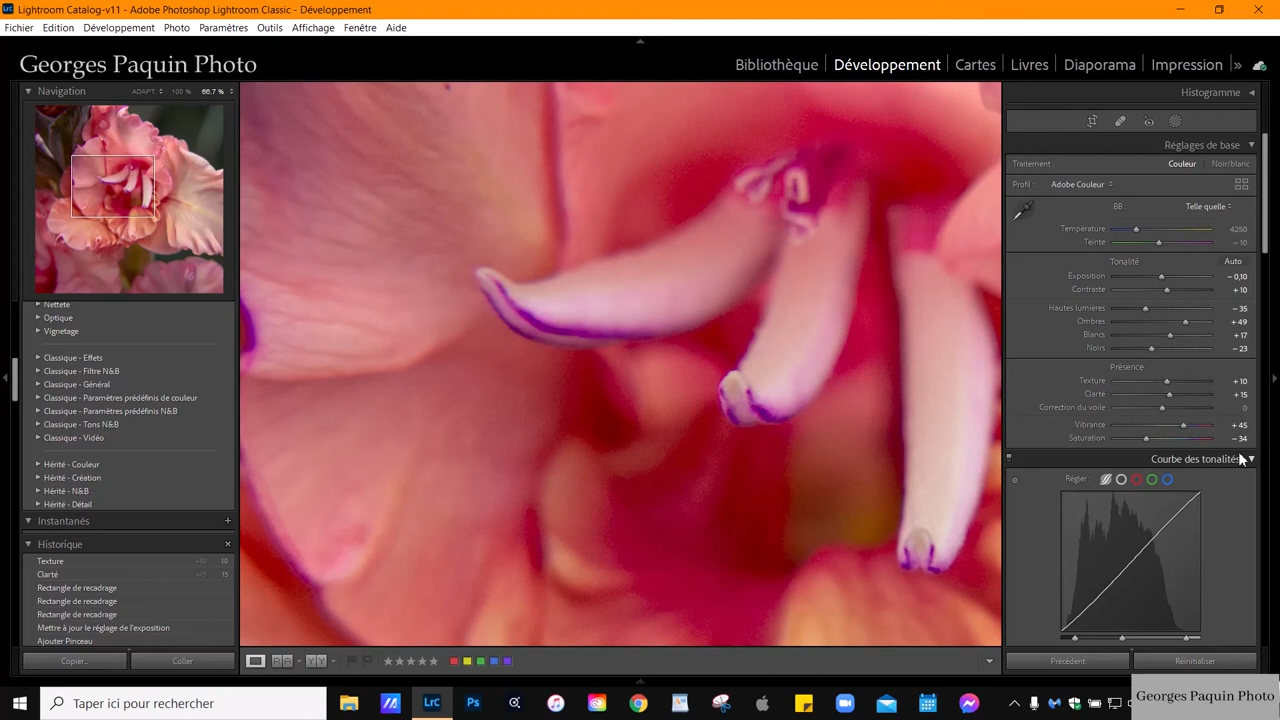 Lightroom Catalog-v11 - Adobe Photoshop Lightroom Classic - Développement
Fichier Edition Développement Photo Paramètres Outils Affichage Fenêtre Aide
Georges Paquin Photo
Bibliothèque Développement Cartes Livres Diaporama Impression »
Navigation ADAPT. 100 % 66,7 %
Netteté
Optique
Vignetage
Classique - Effets
Classique - Filtre N&B
Classique - Général
Classique - Paramètres prédéfinis de couleur
Classique - Paramètres prédéfinis N&B
Classique - Tons N&B
Classique - Vidéo
Hérité - Couleur
Hérité - Création
Hérité - N&B
Hérité - Détail
Instantanés +
Historique ×
Texture +10 10
Clarté +15 15
Rectangle de recadrage
Rectangle de recadrage
Rectangle de recadrage
Mettre à jour le réglage de l'exposition
Ajouter Pinceau
Copier... Coller
Histogramme
Réglages de base
Traitement : Couleur Noir/blanc
Profil : Adobe Couleur
BB : Telle quelle
Température 4250
Teinte – 10
Tonalité Auto
Exposition – 0,10
Contraste + 10
Hautes lumières – 35
Ombres + 49
Blancs + 17
Noirs – 23
Présence
Texture + 10
Clarté + 15
Correction du voile 0
Vibrance + 45
Saturation – 34
Courbe des tonalités
Régler :
Précédent Réinitialiser
Taper ici pour rechercher
LrC Ps
Georges Paquin Photo